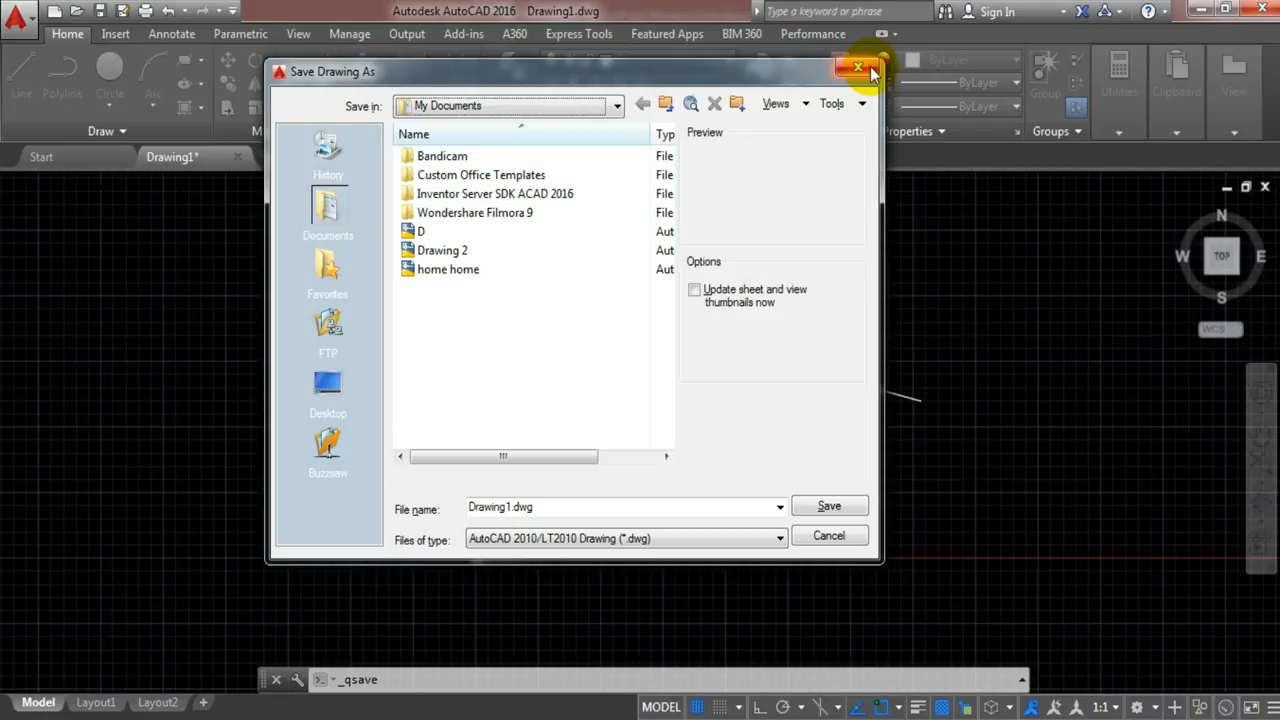 Autodesk AutoCAD 2016 Drawing1.dwg
Type a keyword or phrase
Sign In
Home Insert Annotate Parametric View Manage Output Add-ins A360 Express Tools Featured Apps BIM 360 Performance
Line Polyline Circle Arc
ByLayer
ByLayer
ByLayer
Group
Utilities
Clipboard
View
Draw
Properties
Groups
Start
Drawing1*
Save Drawing As
Save in:
My Documents
Views
Tools
Name
Typ
Preview
History
Documents
Favorites
FTP
Desktop
Buzzsaw
Bandicam File
Custom Office Templates File
Inventor Server SDK ACAD 2016 File
Wondershare Filmora 9 File
D Aut
Drawing 2 Aut
home home Aut
Options
Update sheet and view
thumbnails now
File name: Drawing1.dwg
Save
Files of type: AutoCAD 2010/LT2010 Drawing (*.dwg)
Cancel
N
W TOP E
S
WCS
_qsave
Model Layout1 Layout2
MODEL
1:1